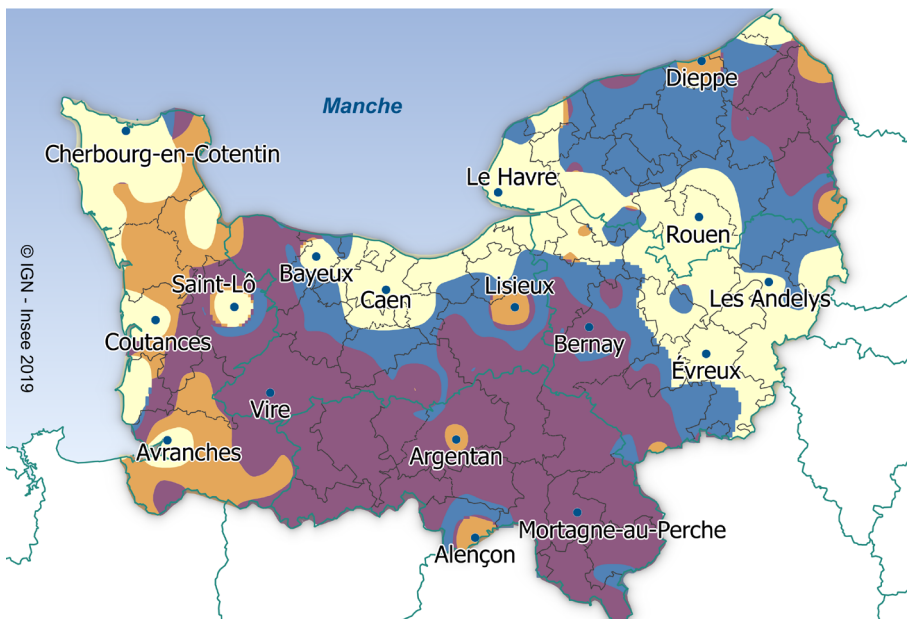 Manche
Dieppe
Cherbourg-en-Cotentin
Le Havre
Rouen
Bayeux
Saint-Lô
Caen
Lisieux
Les Andelys
Coutances
Bernay
Évreux
Vire
Avranches
Argentan
Mortagne-au-Perche
Alençon
© IGN - Insee 2019